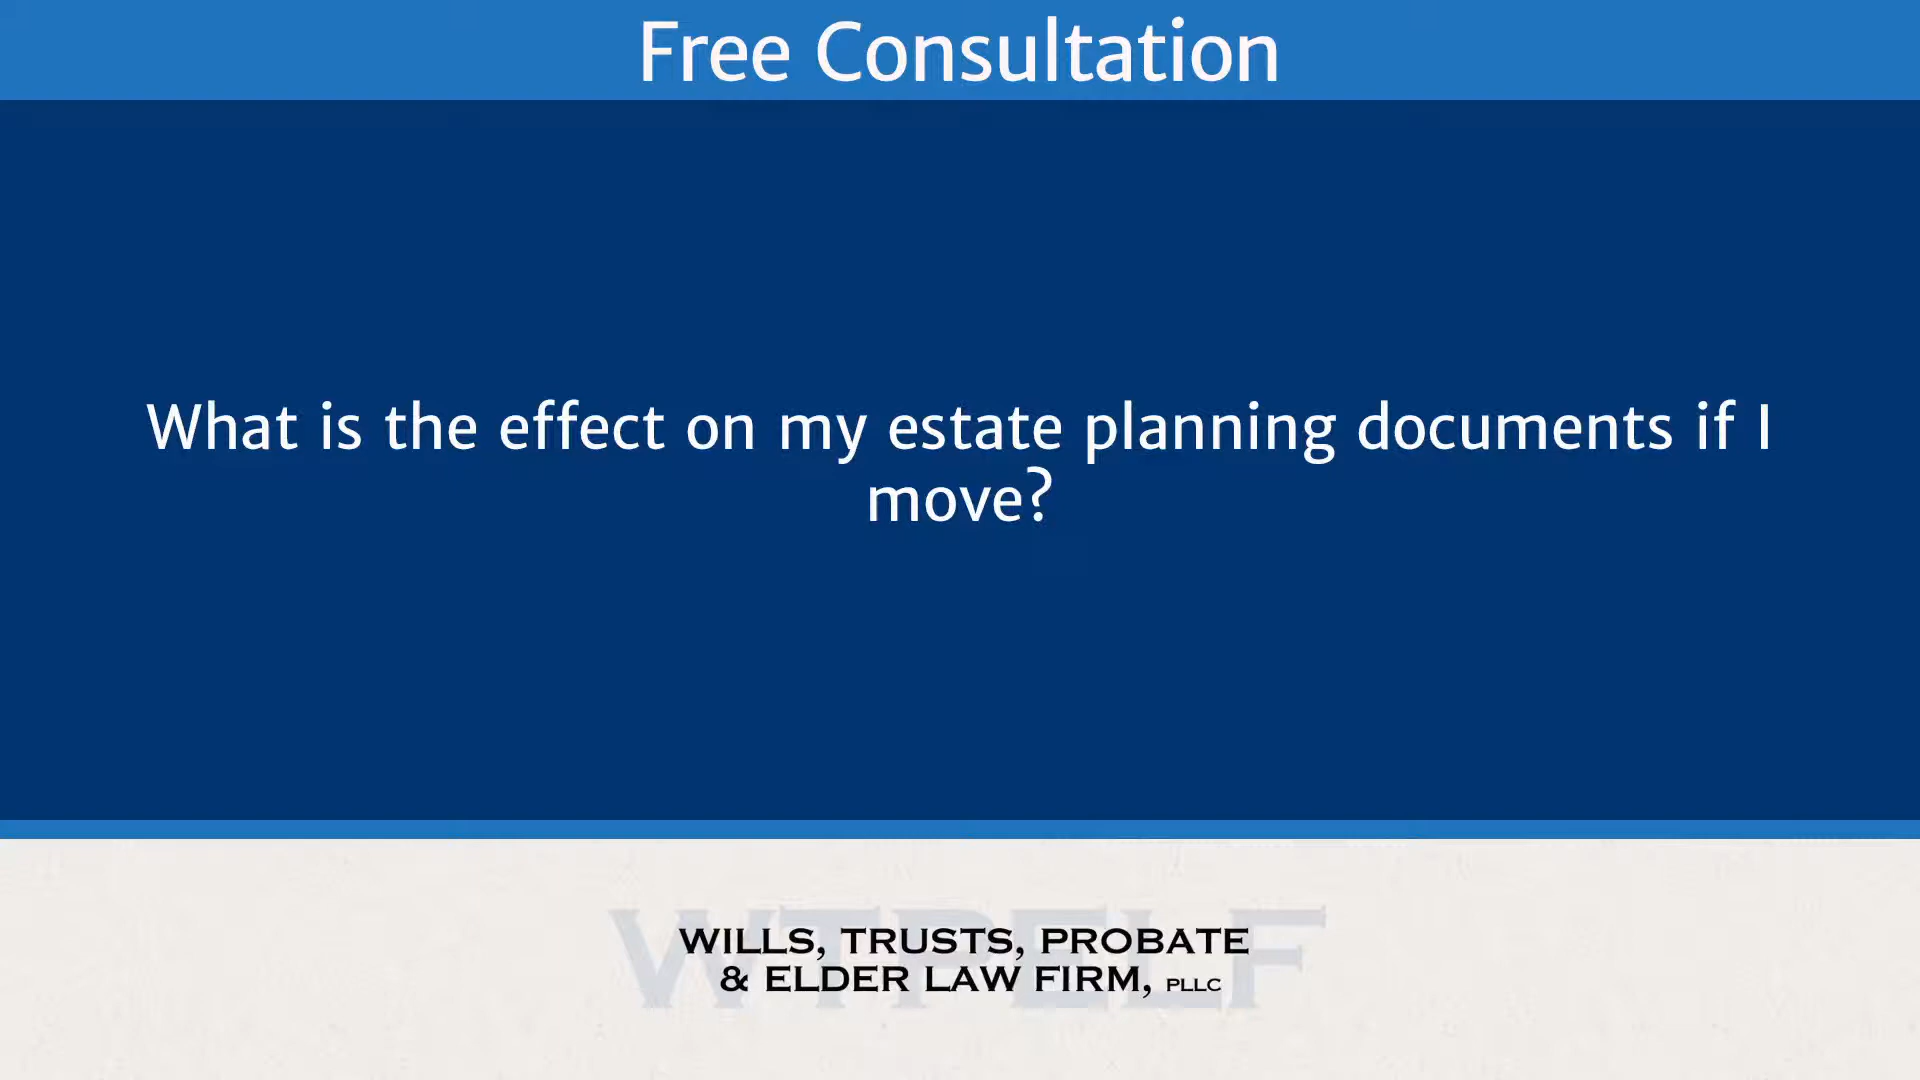 Free Consultation
What is the effect on my estate planning documents if I
move?
WTPELF
WILLS, TRUSTS, PROBATE
& ELDER LAW FIRM, PLLC